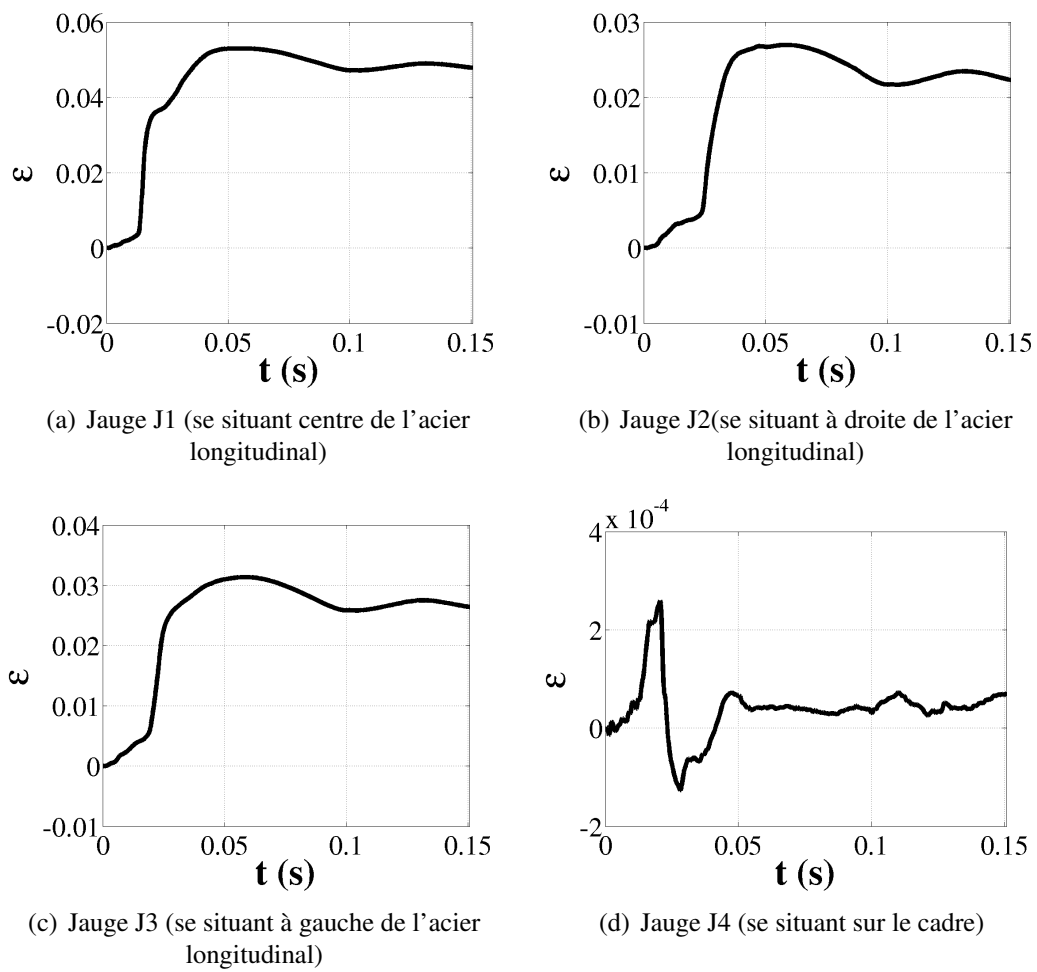 0.06
0.04
0.02
0
-0.02
ε
0 0.05 0.1 0.15
t (s)
(a) Jauge J1 (se situant centre de l'acier
longitudinal)
0.03
0.02
0.01
0
-0.01
ε
0 0.05 0.1 0.15
t (s)
(b) Jauge J2(se situant à droite de l'acier
longitudinal)
0.04
0.03
0.02
0.01
0
-0.01
ε
0 0.05 0.1 0.15
t (s)
(c) Jauge J3 (se situant à gauche de l'acier
longitudinal)
x 10^-4
4
2
0
-2
ε
0 0.05 0.1 0.15
t (s)
(d) Jauge J4 (se situant sur le cadre)